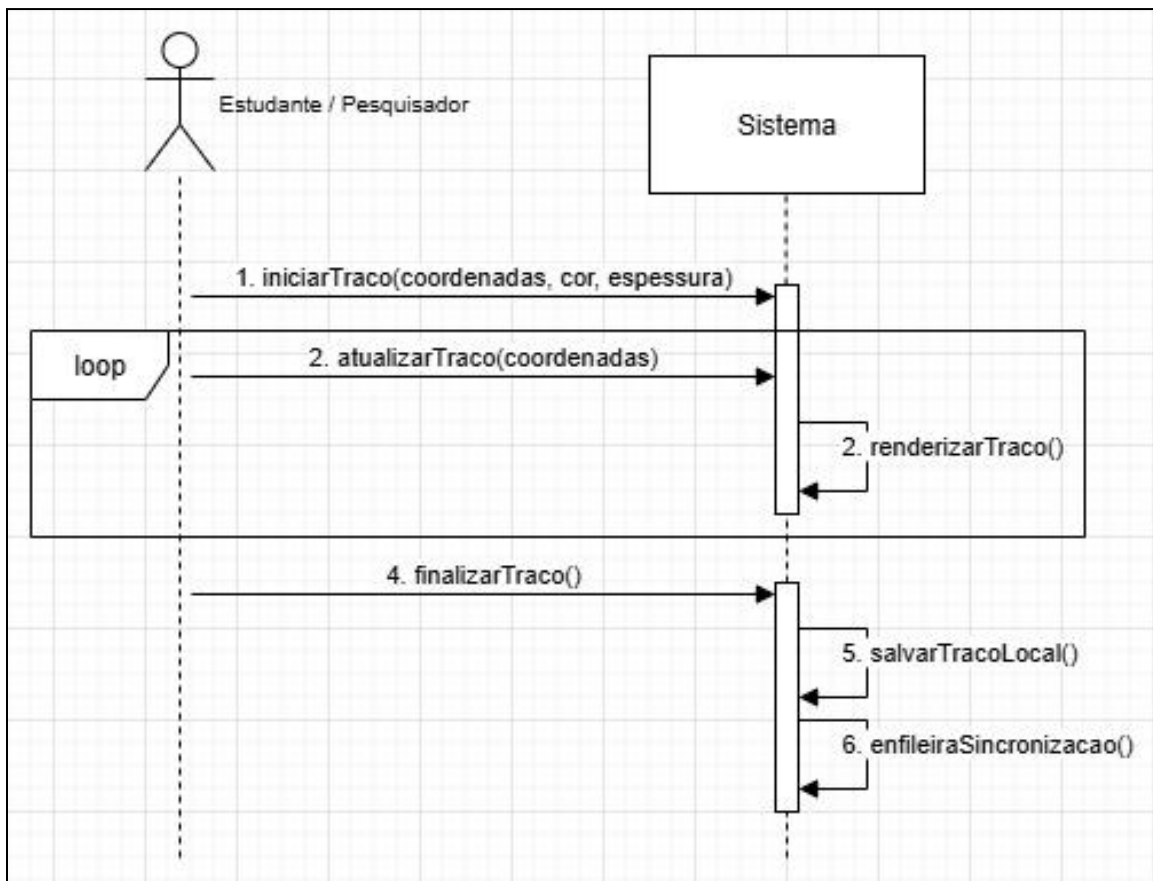 Estudante / Pesquisador
Sistema
1. iniciarTraco(coordenadas, cor, espessura)
loop
2. atualizarTraco(coordenadas)
2. renderizarTraco()
4. finalizarTraco()
5. salvarTracoLocal()
6. enfileiraSincronizacao()